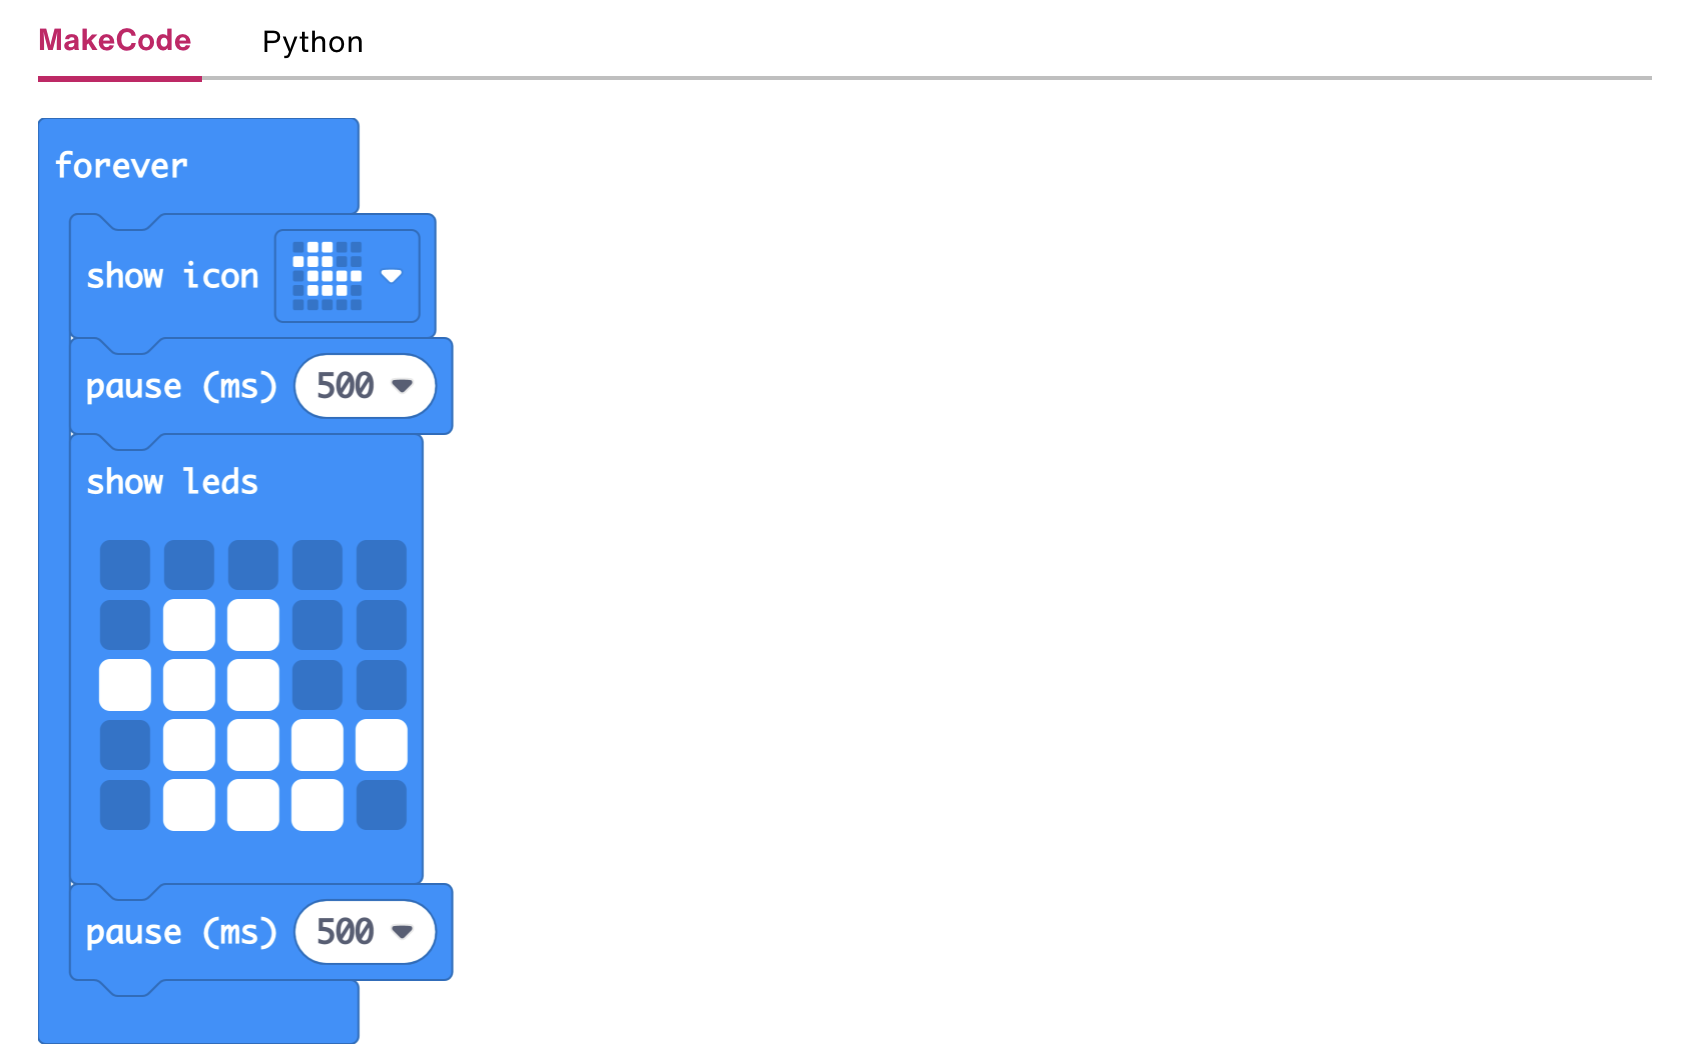 MakeCode Python
forever
show icon
pause (ms) 500
show leds
pause (ms) 500